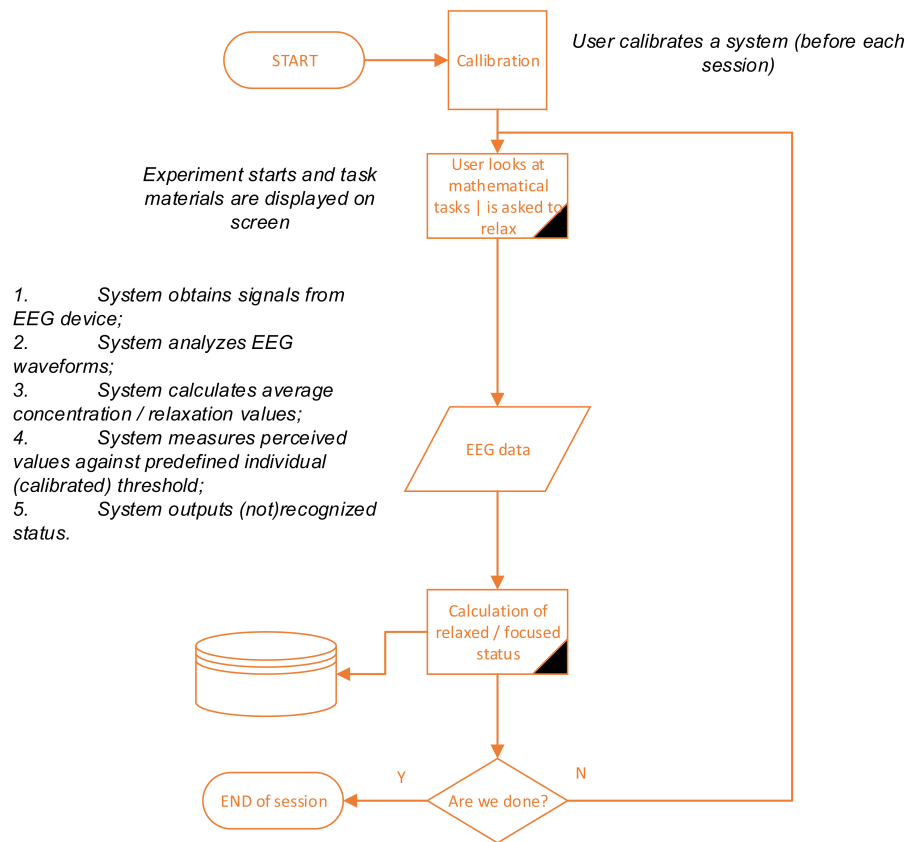 START
Callibration
User calibrates a system (before each
session)
Experiment starts and task
materials are displayed on
screen
User looks at
mathematical
tasks | is asked to
relax
1. System obtains signals from
EEG device;
2. System analyzes EEG
waveforms;
3. System calculates average
concentration / relaxation values;
4. System measures perceived
values against predefined individual
(calibrated) threshold;
5. System outputs (not)recognized
status.
EEG data
Calculation of
relaxed / focused
status
Y
N
END of session
Are we done?